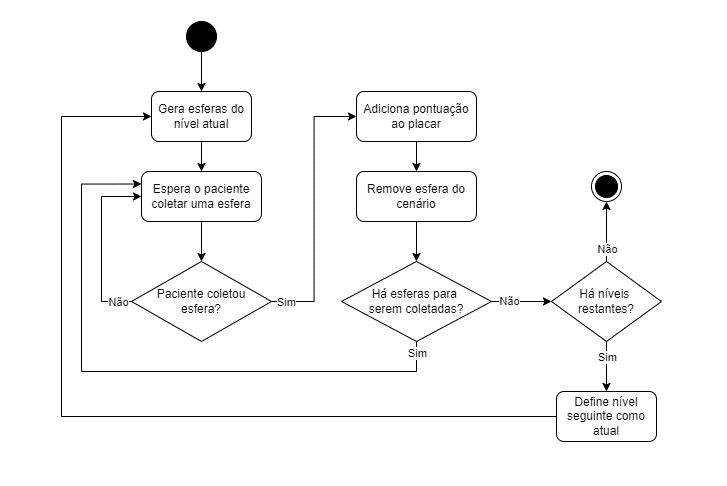 Gera esferas do
nível atual
Espera o paciente
coletar uma esfera
Paciente coletou
esfera?
Não
Sim
Adiciona pontuação
ao placar
Remove esfera do
cenário
Há esferas para
serem coletadas?
Não
Sim
Há níveis
restantes?
Não
Sim
Define nível
seguinte como
atual